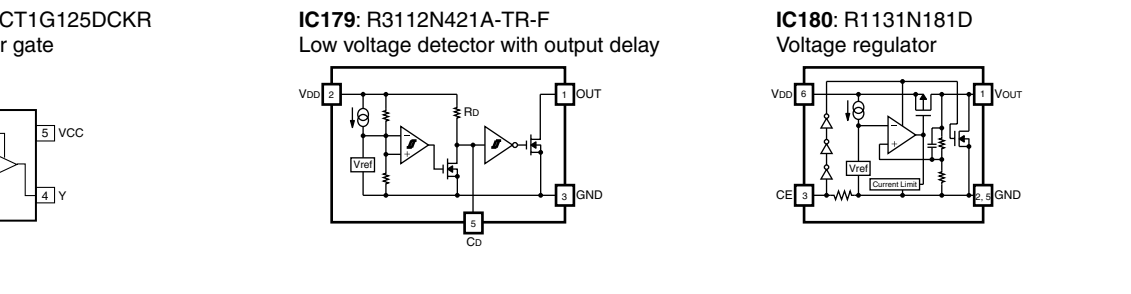 CT1G125DCKR
r gate
5 VCC
4 Y
IC179: R3112N421A-TR-F
Low voltage detector with output delay
VDD 2
1 OUT
RD
Vref
3 GND
5
CD
IC180: R1131N181D
Voltage regulator
VDD 6
1 VOUT
Vref
Current Limit
CE 3
2, 5 GND